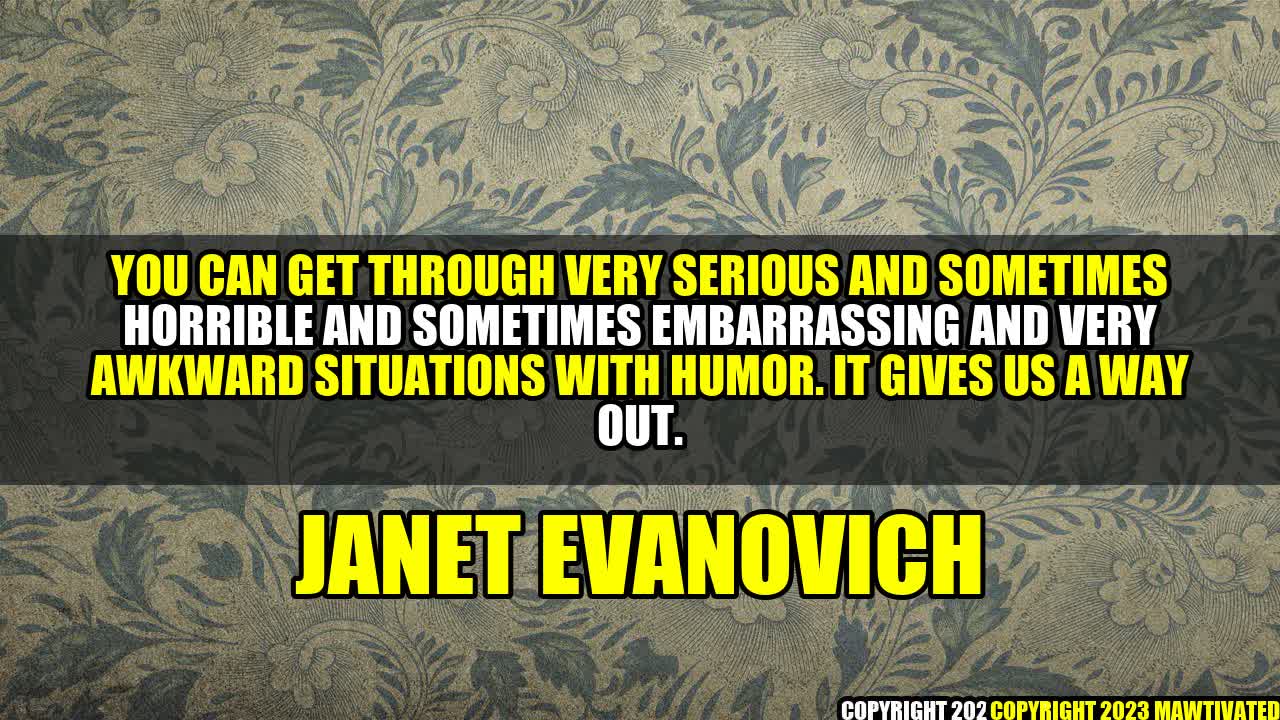 YOU CAN GET THROUGH VERY SERIOUS AND SOMETIMES
HORRIBLE AND SOMETIMES EMBARRASSING AND VERY
AWKWARD SITUATIONS WITH HUMOR. IT GIVES US A WAY
OUT.
JANET EVANOVICH
COPYRIGHT 202 COPYRIGHT 2023 MAWTIVATED